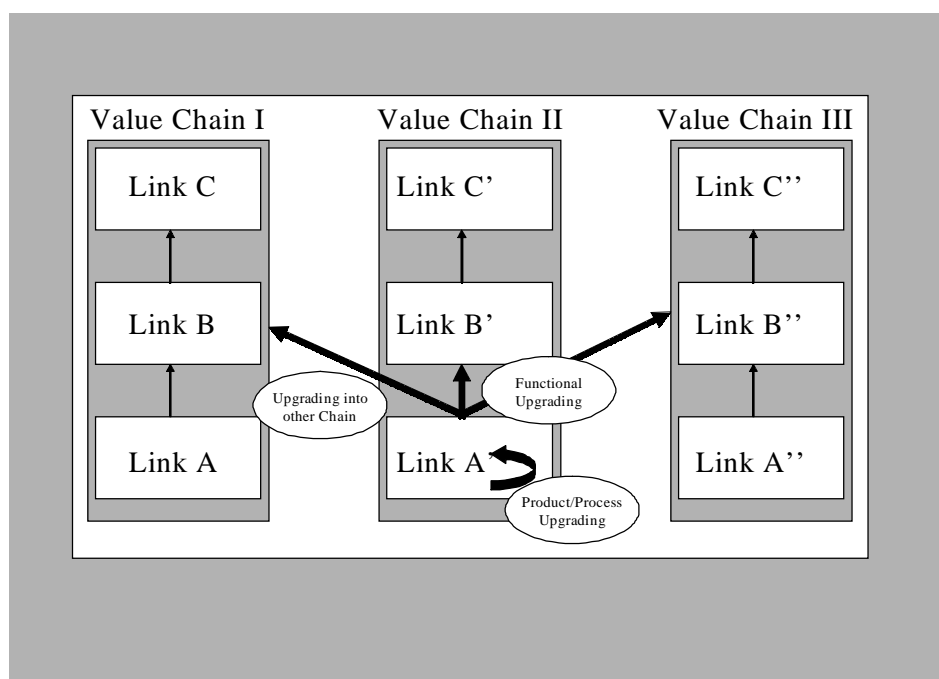 Value Chain I
Value Chain II
Value Chain III
Link C
Link C’
Link C’’
Link B
Link B’
Link B’’
Upgrading into
other Chain
Functional
Upgrading
Link A
Link A’
Link A’’
Product/Process
Upgrading